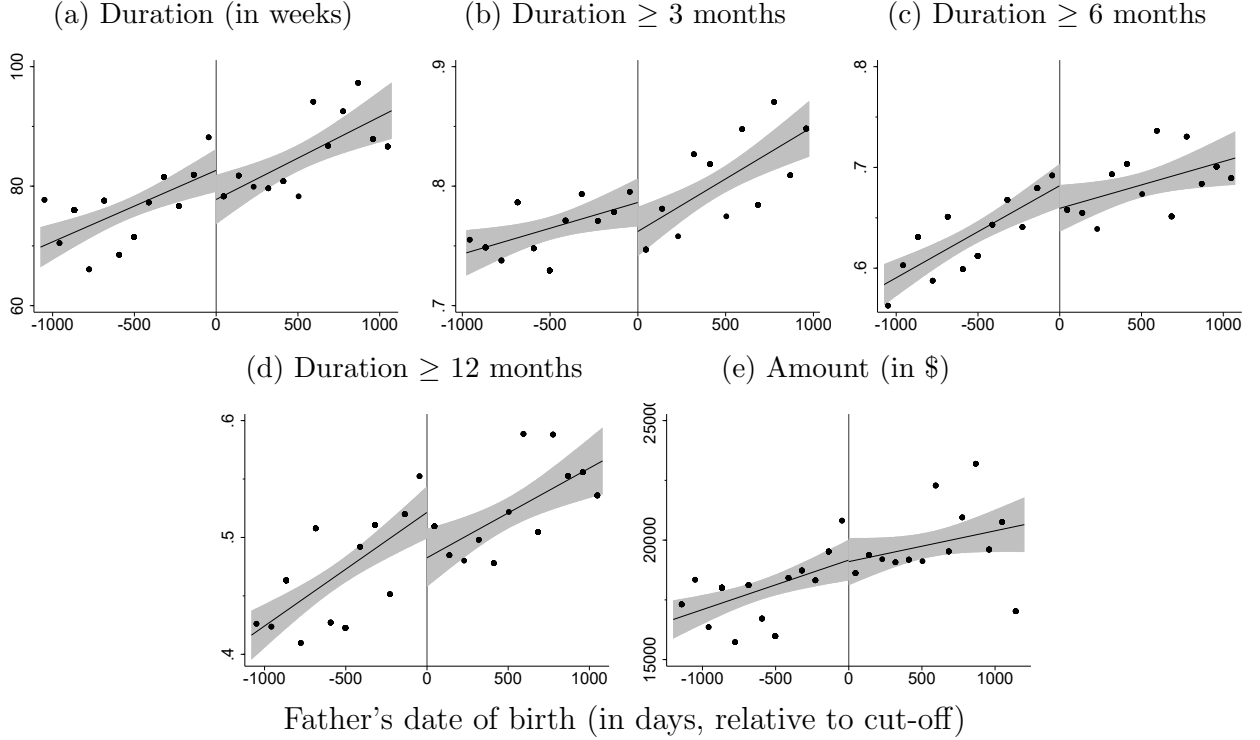 (a) Duration (in weeks)
(b) Duration ≥ 3 months
(c) Duration ≥ 6 months
100
80
60
-1000 -500 0 500 1000
.9
.8
.7
-1000 -500 0 500 1000
.8
.7
.6
-1000 -500 0 500 1000
(d) Duration ≥ 12 months
(e) Amount (in $)
.6
.5
.4
-1000 -500 0 500 1000
25000
20000
15000
-1000 -500 0 500 1000
Father's date of birth (in days, relative to cut-off)